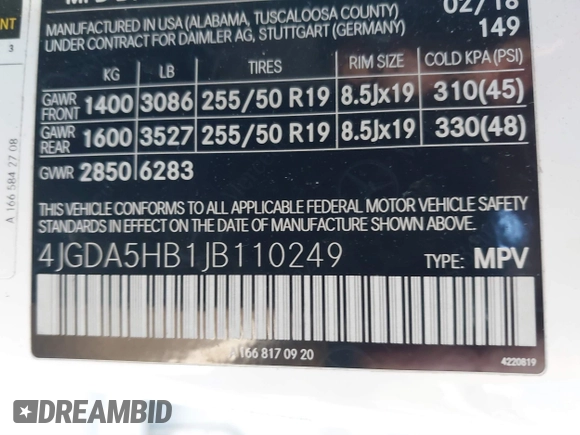 02/18
MANUFACTURED IN USA (ALABAMA, TUSCALOOSA COUNTY)
UNDER CONTRACT FOR DAIMLER AG, STUTTGART (GERMANY) 149
KG LB TIRES RIM SIZE COLD KPA (PSI)
GAWR FRONT 1400 3086 255/50 R19 8.5Jx19 310(45)
GAWR REAR 1600 3527 255/50 R19 8.5Jx19 330(48)
GVWR 2850 6283
THIS VEHICLE CONFORMS TO ALL APPLICABLE FEDERAL MOTOR VEHICLE SAFETY
STANDARDS IN EFFECT ON THE DATE OF MANUFACTURE SHOWN ABOVE.
4JGDA5HB1JB110249 TYPE: MPV
A 166 817 09 20
4220819
A 166 584 27 08
3
DREAMBID